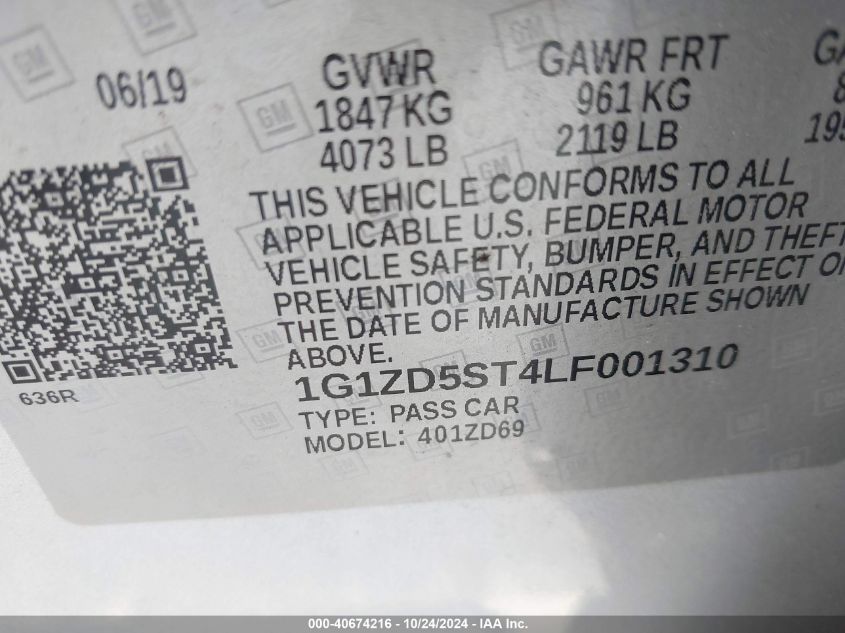 06/19
GVWR GAWR FRT
1847 KG 961 KG
4073 LB 2119 LB
THIS VEHICLE CONFORMS TO ALL
APPLICABLE U.S. FEDERAL MOTOR
VEHICLE SAFETY, BUMPER, AND THEFT
PREVENTION STANDARDS IN EFFECT ON
THE DATE OF MANUFACTURE SHOWN
ABOVE.
1G1ZD5ST4LF001310
TYPE: PASS CAR
MODEL: 401ZD69
636R
GM
000-40674216 - 10/24/2024 - IAA Inc.